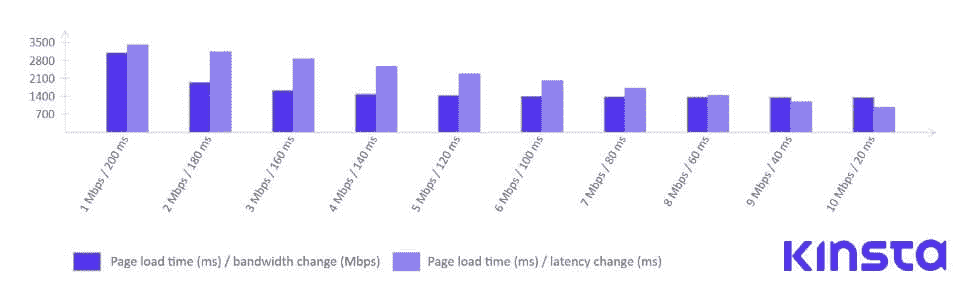 3500
2800
2100
1400
700
1 Mbps / 200 ms
2 Mbps / 180 ms
3 Mbps / 160 ms
4 Mbps / 140 ms
5 Mbps / 120 ms
6 Mbps / 100 ms
7 Mbps / 80 ms
8 Mbps / 60 ms
9 Mbps / 40 ms
10 Mbps / 20 ms
Page load time (ms) / bandwidth change (Mbps)
Page load time (ms) / latency change (ms)
KINSTA